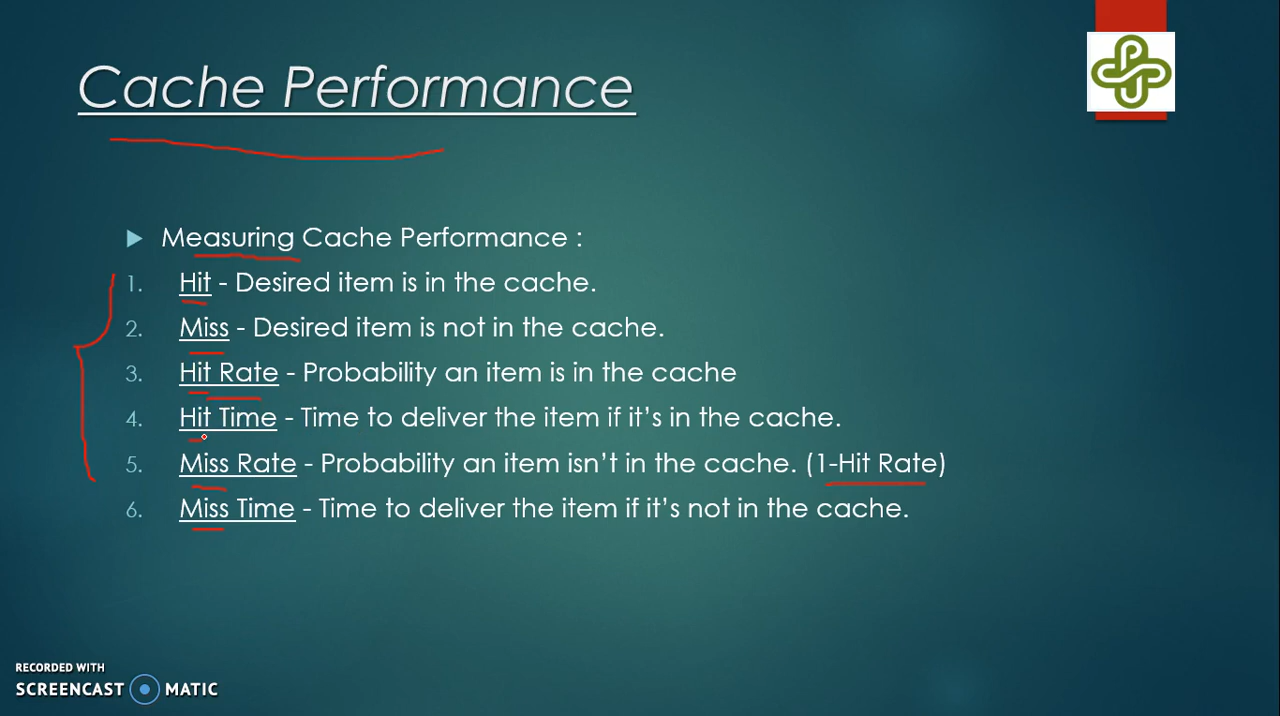 Cache Performance
Measuring Cache Performance :
1. Hit - Desired item is in the cache.
2. Miss - Desired item is not in the cache.
3. Hit Rate - Probability an item is in the cache
4. Hit Time - Time to deliver the item if it's in the cache.
5. Miss Rate - Probability an item isn't in the cache. (1-Hit Rate)
6. Miss Time - Time to deliver the item if it's not in the cache.
RECORDED WITH
SCREENCAST MATIC